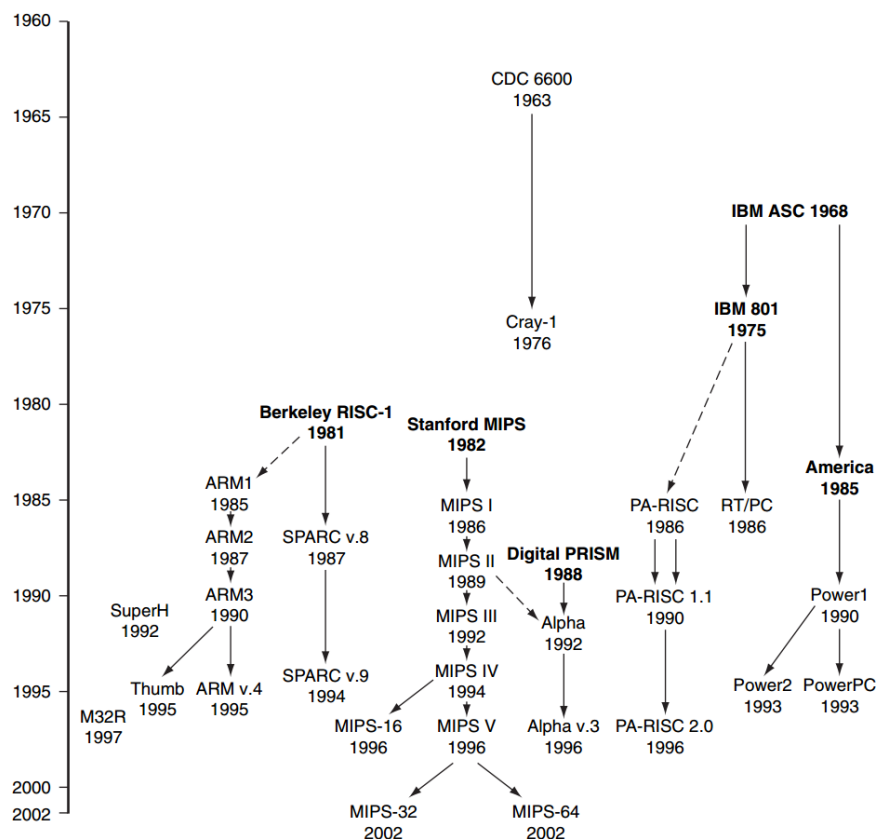 1960
CDC 6600
1963
1965
1970
IBM ASC 1968
1975
IBM 801
1975
Cray-1
1976
1980
Berkeley RISC-1
1981
Stanford MIPS
1982
America
1985
ARM1
1985
1985
MIPS I
1986
PA-RISC
1986
RT/PC
1986
ARM2
1987
SPARC v.8
1987
MIPS II
1989
Digital PRISM
1988
1990
ARM3
1990
PA-RISC 1.1
1990
Power1
1990
SuperH
1992
MIPS III
1992
Alpha
1992
1995
Thumb
1995
ARM v.4
1995
SPARC v.9
1994
MIPS IV
1994
Power2
1993
PowerPC
1993
M32R
1997
MIPS-16
1996
MIPS V
1996
Alpha v.3
1996
PA-RISC 2.0
1996
2000
2002
MIPS-32
2002
MIPS-64
2002